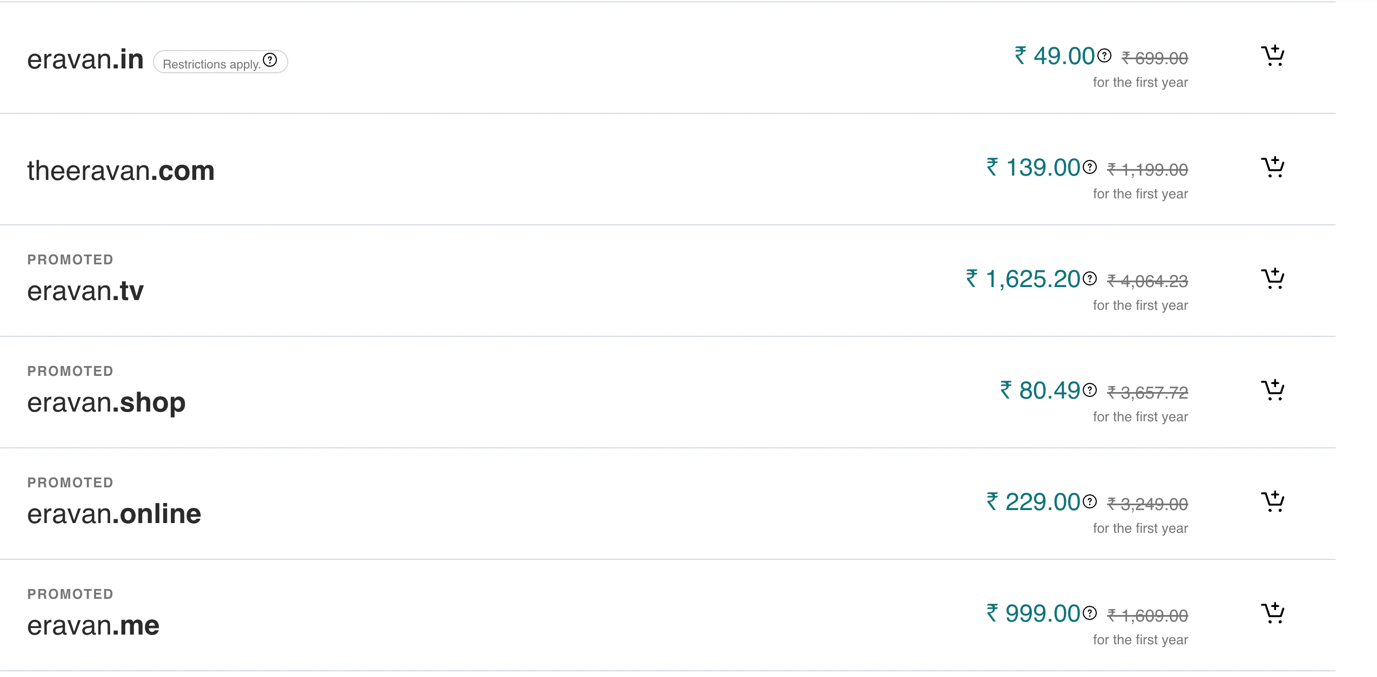 eravan.in Restrictions apply. ? ₹ 49.00 ? ₹ 699.00
for the first year
theeravan.com ₹ 139.00 ? ₹ 1,199.00
for the first year
PROMOTED
eravan.tv ₹ 1,625.20 ? ₹ 4,064.23
for the first year
PROMOTED
eravan.shop ₹ 80.49 ? ₹ 3,657.72
for the first year
PROMOTED
eravan.online ₹ 229.00 ? ₹ 3,249.00
for the first year
PROMOTED
eravan.me ₹ 999.00 ? ₹ 1,609.00
for the first year